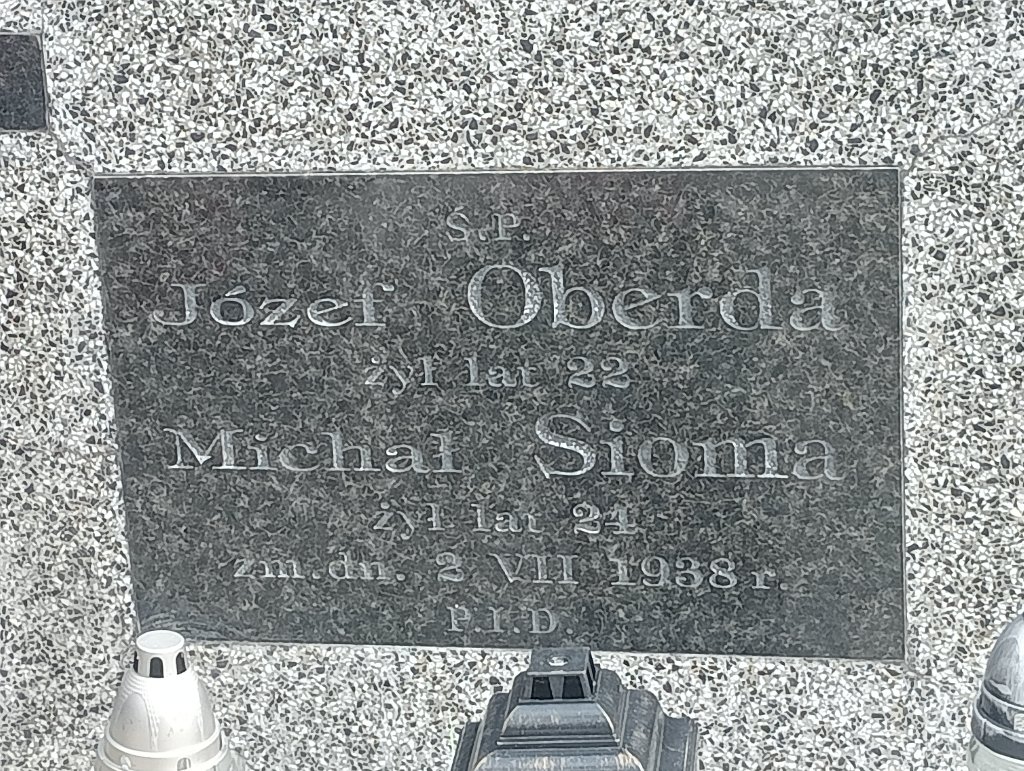 Ś.P.
Józef Oberda
żył lat 22
Michał Sioma
żył lat 24
zm.dn. 2 VII 1938 r.
P.I.D.